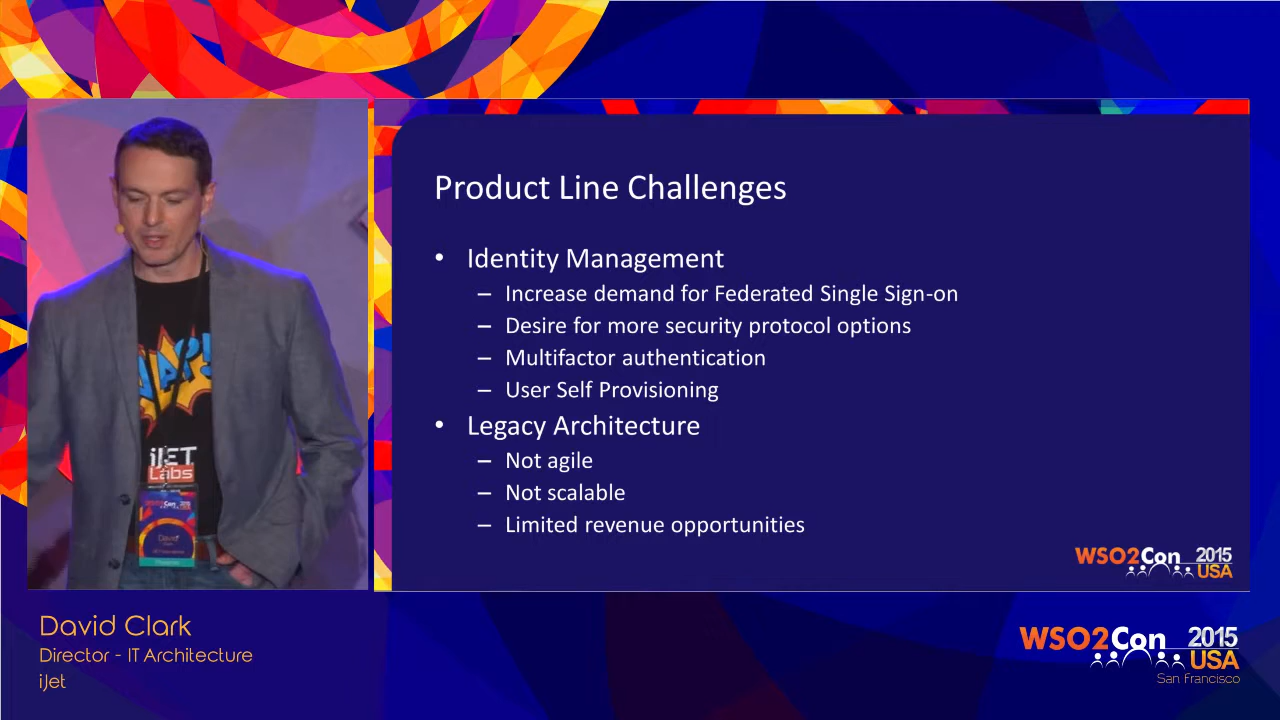 Product Line Challenges
• Identity Management
– Increase demand for Federated Single Sign-on
– Desire for more security protocol options
– Multifactor authentication
– User Self Provisioning
• Legacy Architecture
– Not agile
– Not scalable
– Limited revenue opportunities
WSO2Con 2015
USA
iJET
Labs
WSO2Con
David
David Clark
Director - IT Architecture
iJet
WSO2Con 2015
USA
San Francisco